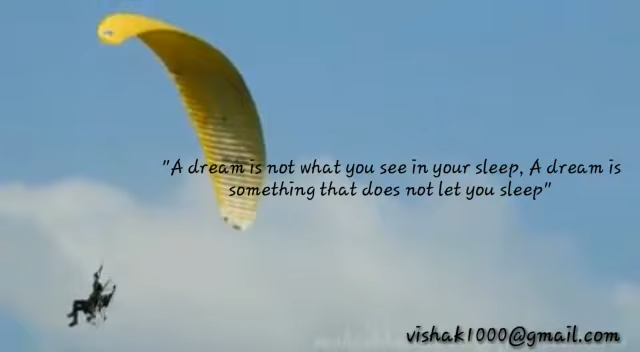 "A dream is not what you see in your sleep, A dream is
something that does not let you sleep"
vishak1000@gmail.com